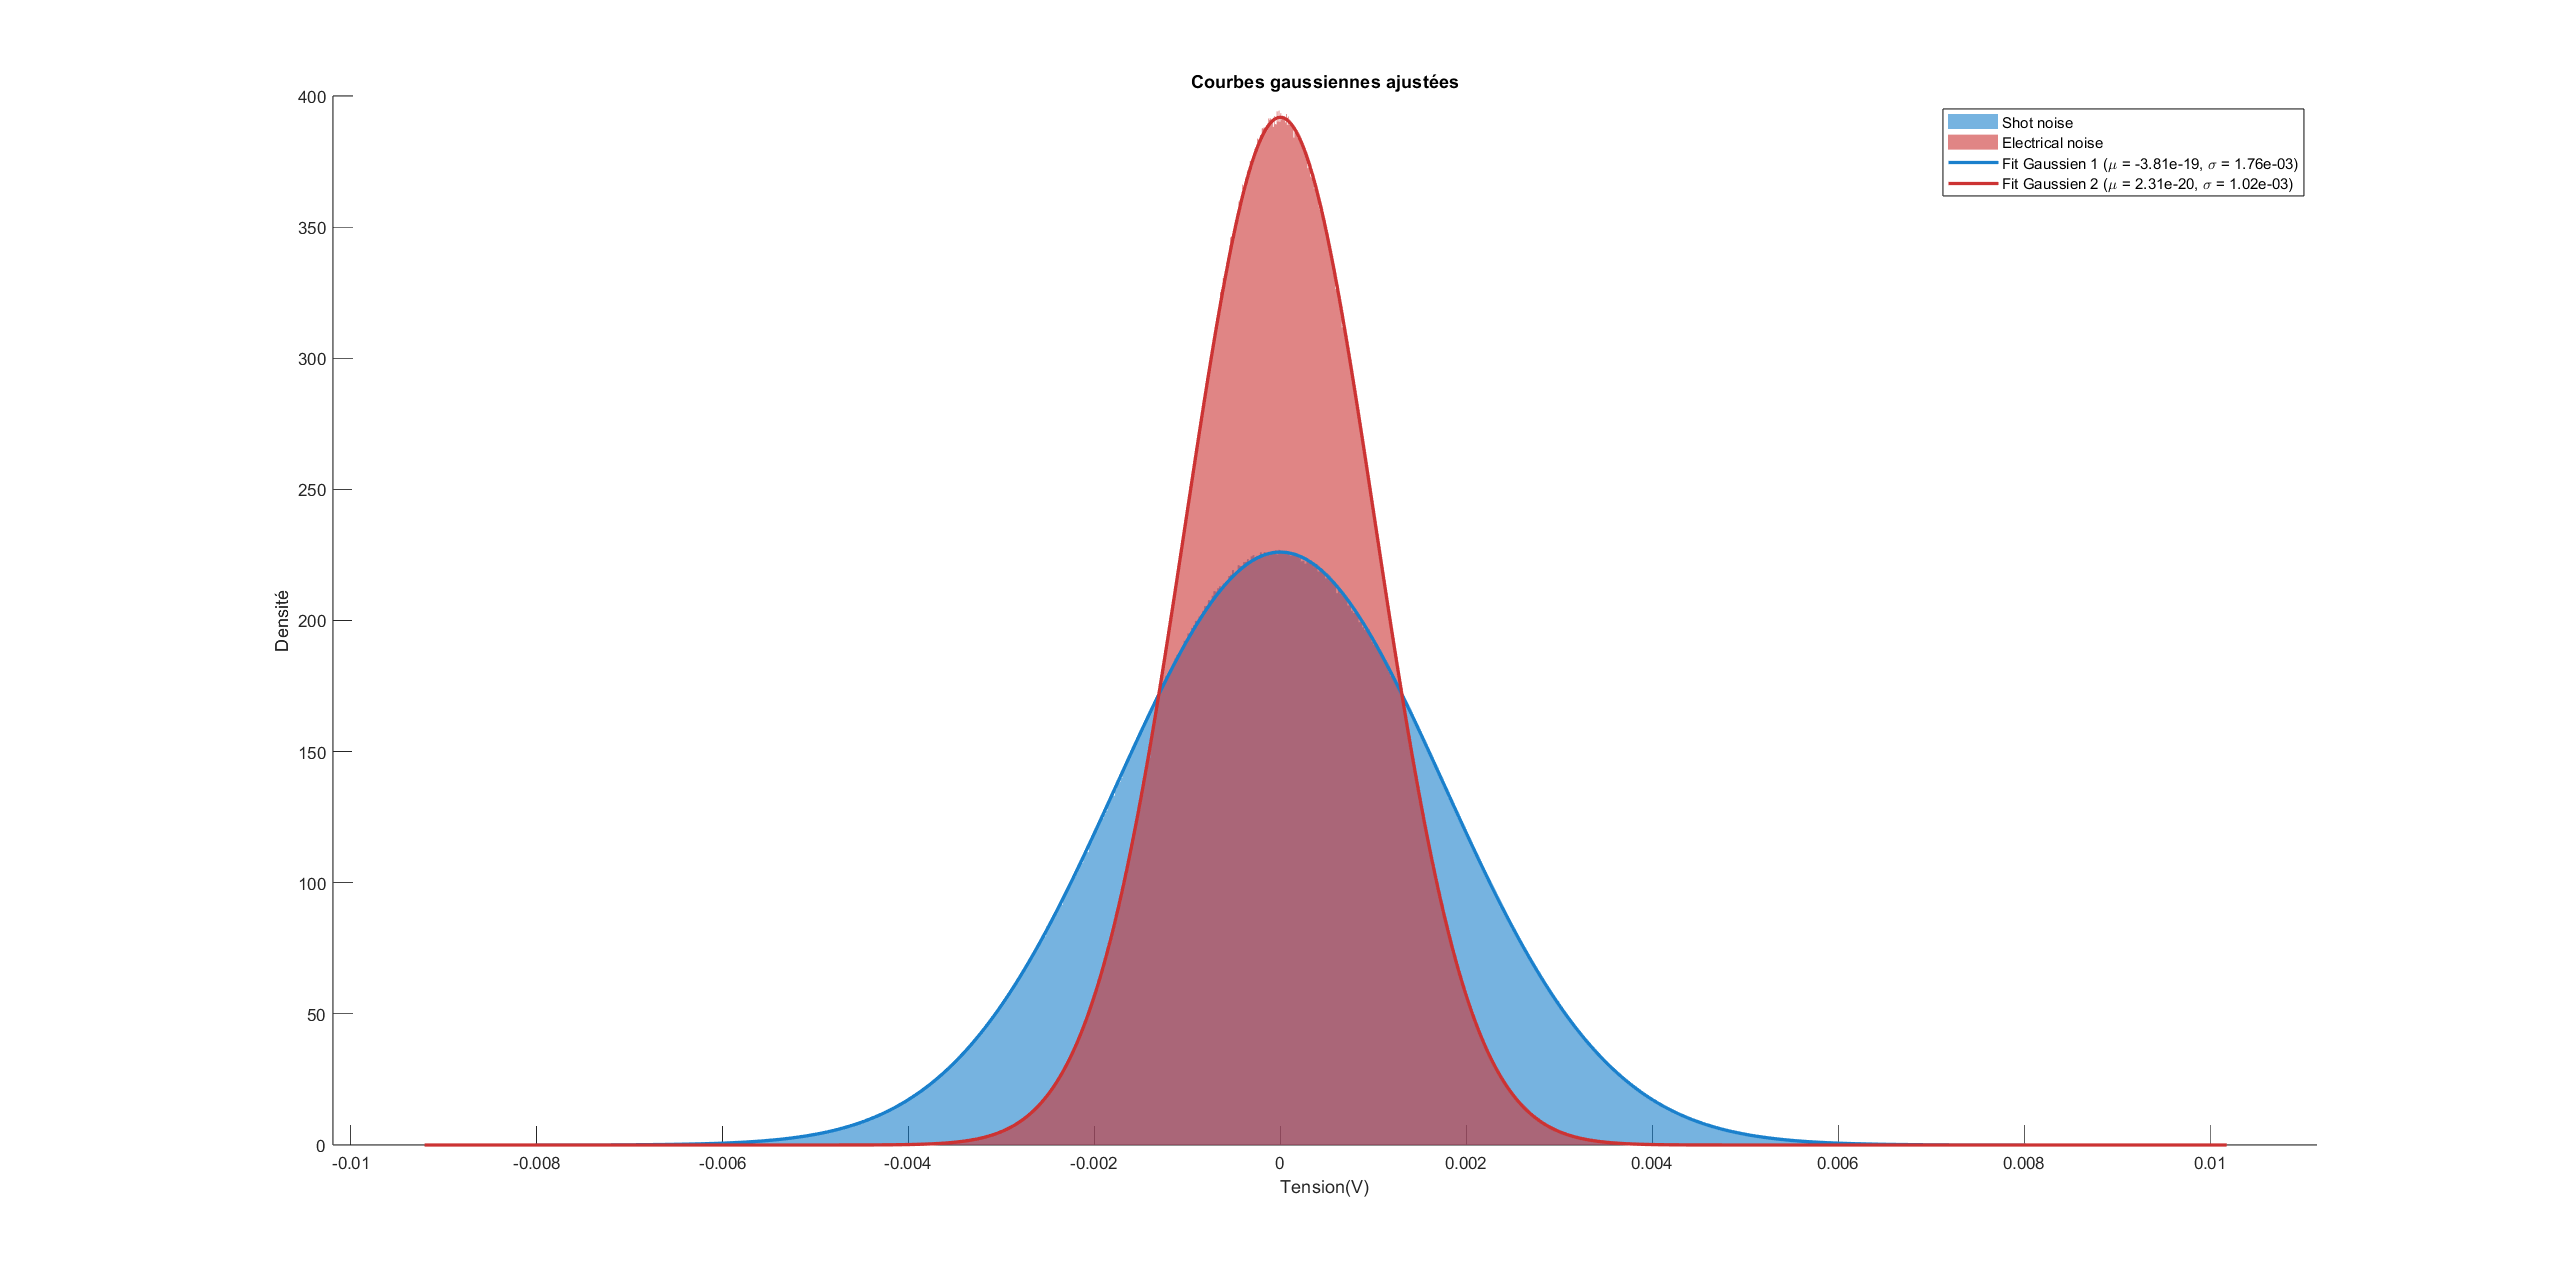 Courbes gaussiennes ajustées
Shot noise
Electrical noise
Fit Gaussien 1 (μ = -3.81e-19, σ = 1.76e-03)
Fit Gaussien 2 (μ = 2.31e-20, σ = 1.02e-03)
400
350
300
250
200
150
100
50
0
Densité
-0.01 -0.008 -0.006 -0.004 -0.002 0 0.002 0.004 0.006 0.008 0.01
Tension(V)